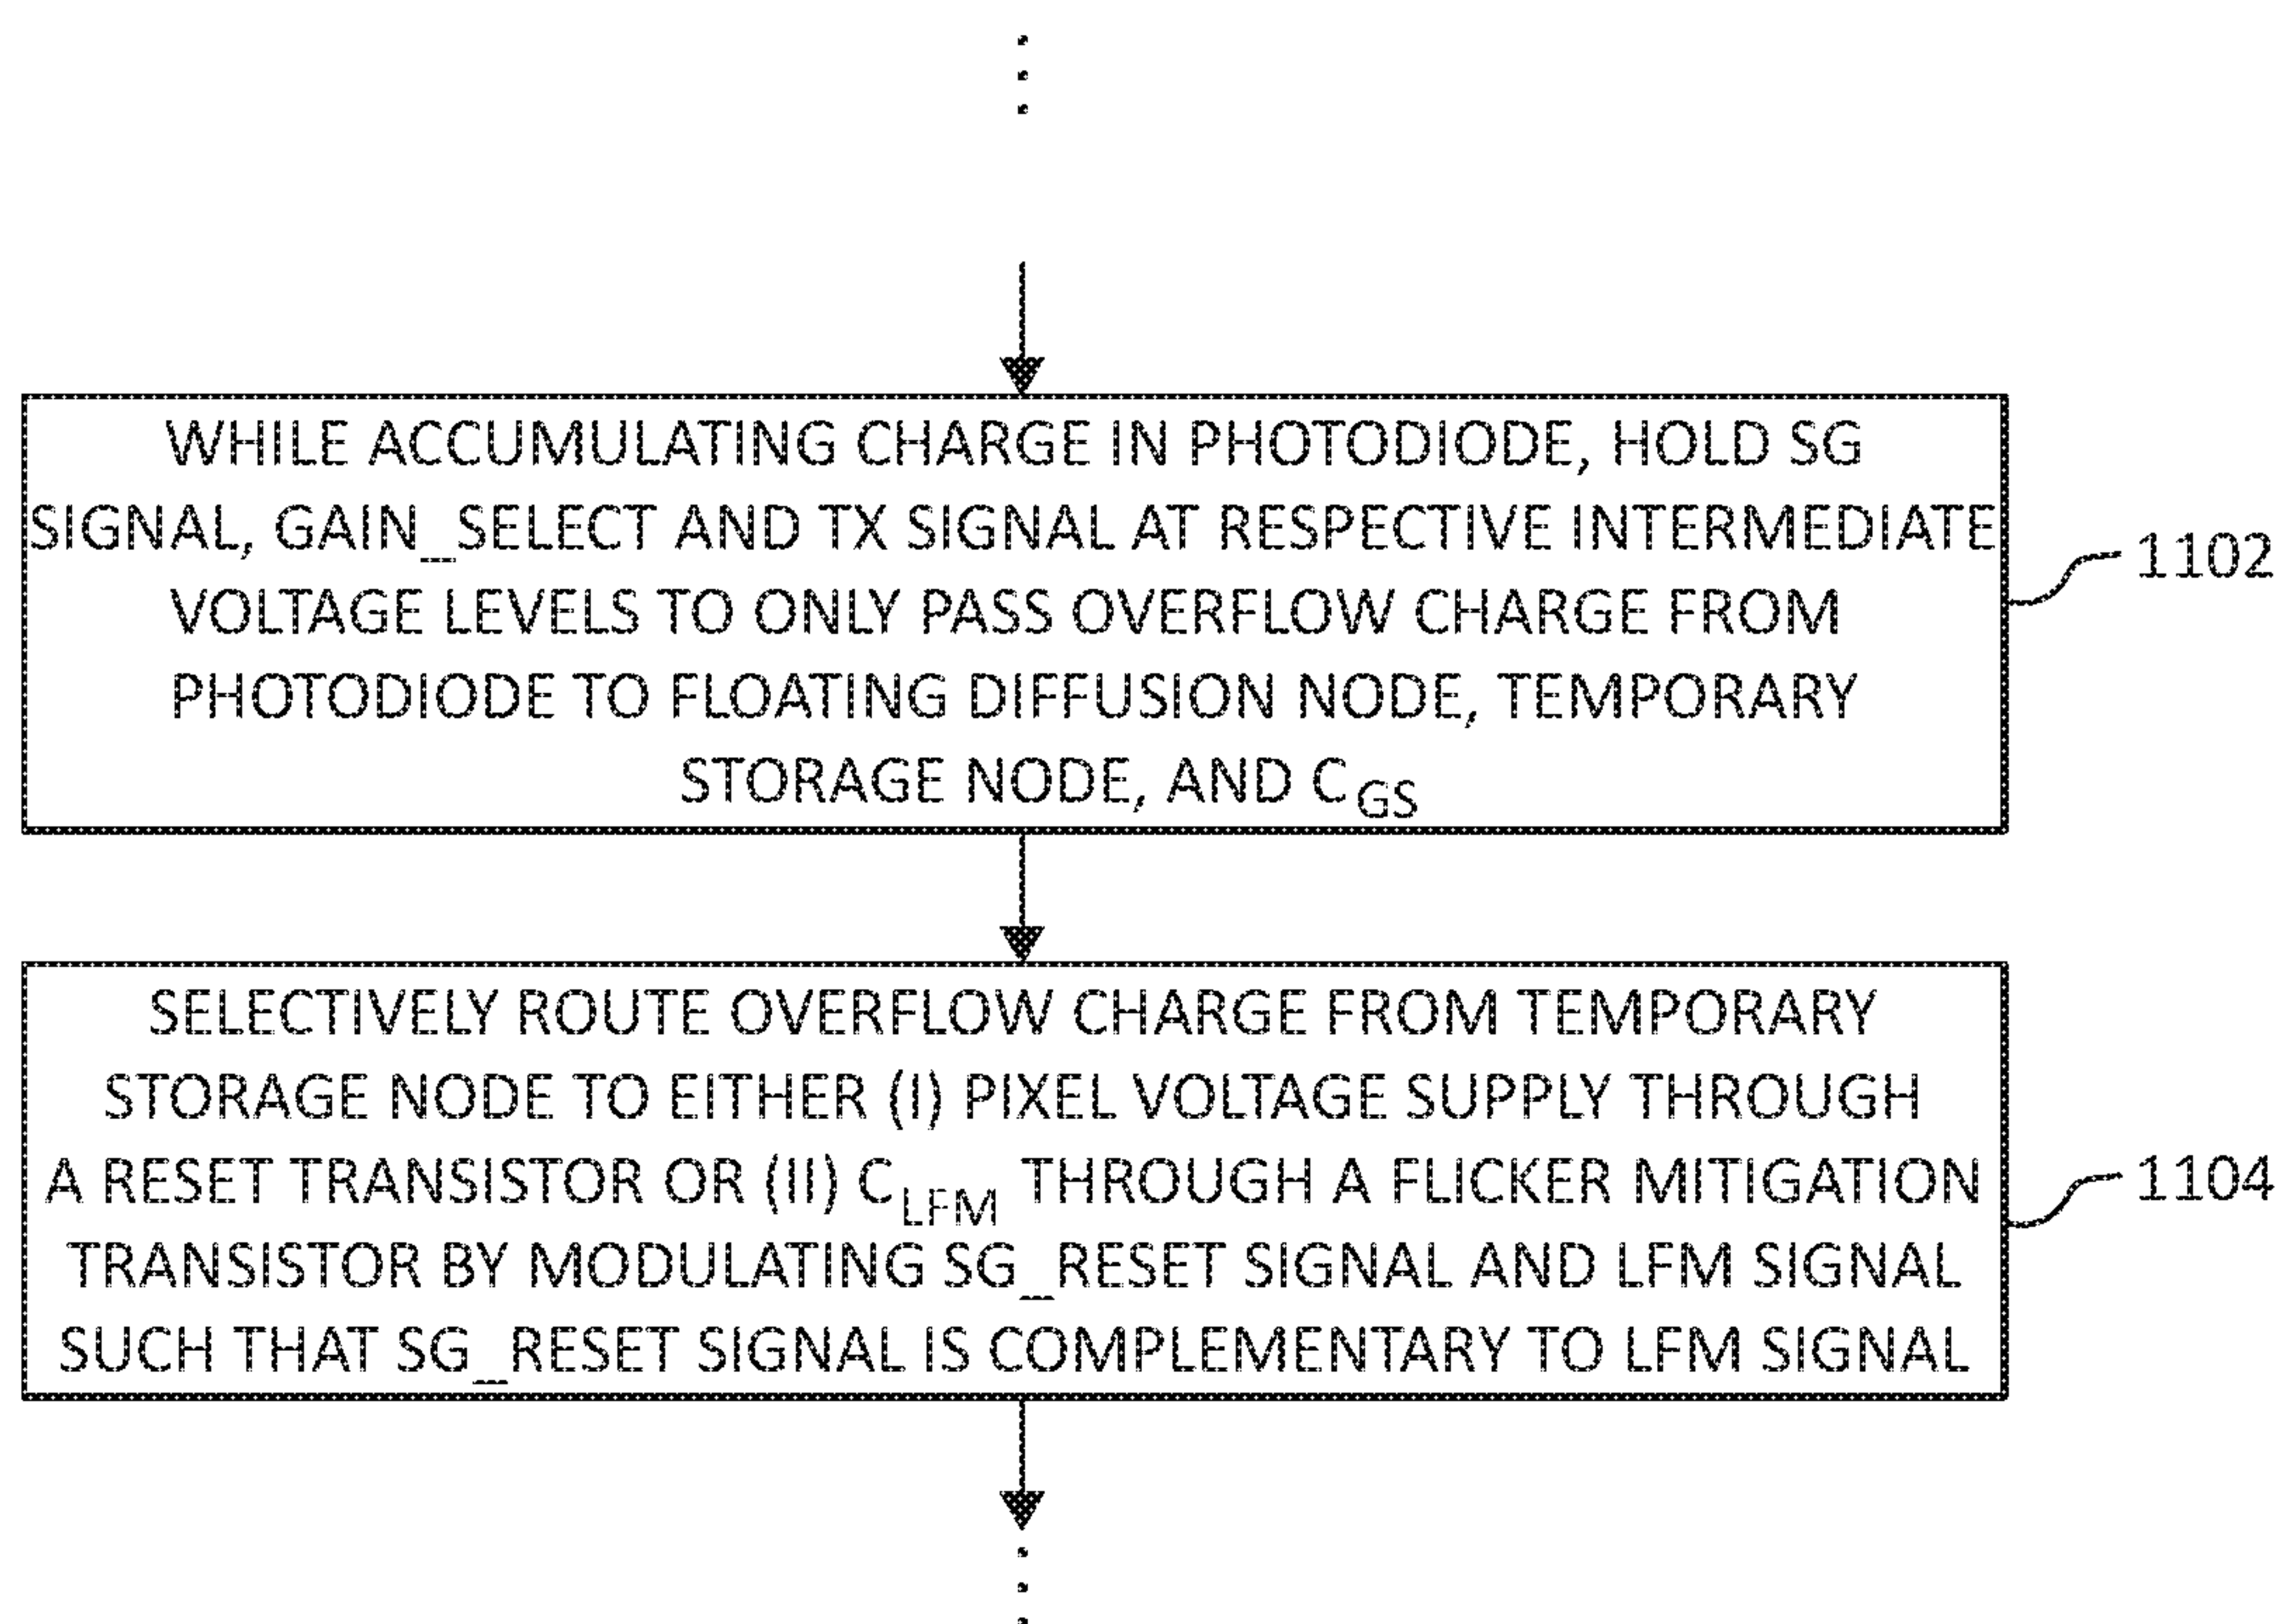 WHILE ACCUMULATING CHARGE IN PHOTODIODE, HOLD SG
SIGNAL, GAIN_SELECT AND TX SIGNAL AT RESPECTIVE INTERMEDIATE
VOLTAGE LEVELS TO ONLY PASS OVERFLOW CHARGE FROM
PHOTODIODE TO FLOATING DIFFUSION NODE, TEMPORARY
STORAGE NODE, AND C_GS
1102
SELECTIVELY ROUTE OVERFLOW CHARGE FROM TEMPORARY
STORAGE NODE TO EITHER (I) PIXEL VOLTAGE SUPPLY THROUGH
A RESET TRANSISTOR OR (II) C_LFM THROUGH A FLICKER MITIGATION
TRANSISTOR BY MODULATING SG_RESET SIGNAL AND LFM SIGNAL
SUCH THAT SG_RESET SIGNAL IS COMPLEMENTARY TO LFM SIGNAL
1104